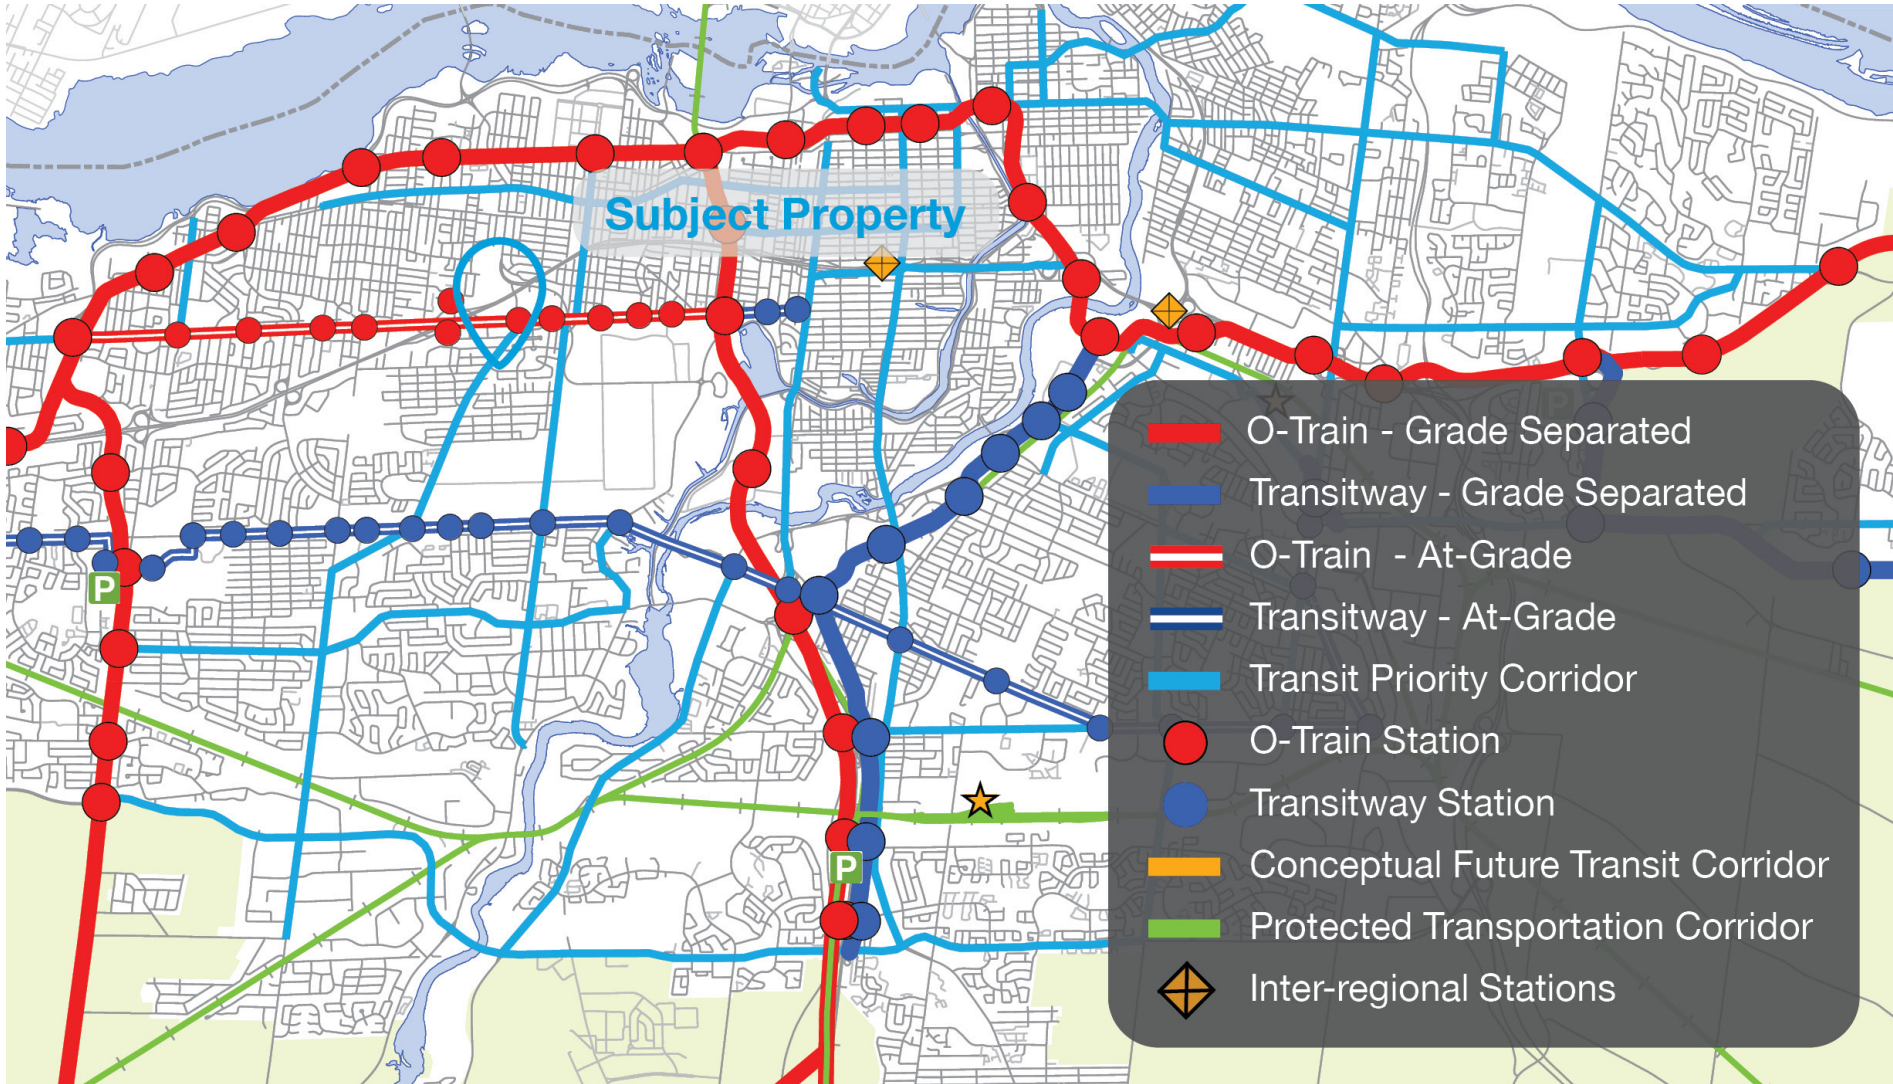 Subject Property
O-Train - Grade Separated
Transitway - Grade Separated
O-Train - At-Grade
Transitway - At-Grade
Transit Priority Corridor
O-Train Station
Transitway Station
Conceptual Future Transit Corridor
Protected Transportation Corridor
Inter-regional Stations
P
P
P